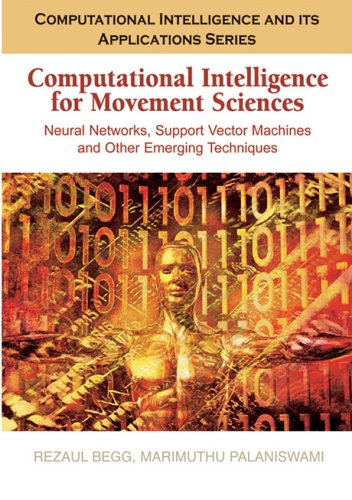 COMPUTATIONAL INTELLIGENCE AND ITS
APPLICATIONS SERIES
Computational Intelligence
for Movement Sciences
Neural Networks, Support Vector Machines
and Other Emerging Techniques
REZAUL BEGG, MARIMUTHU PALANISWAMI